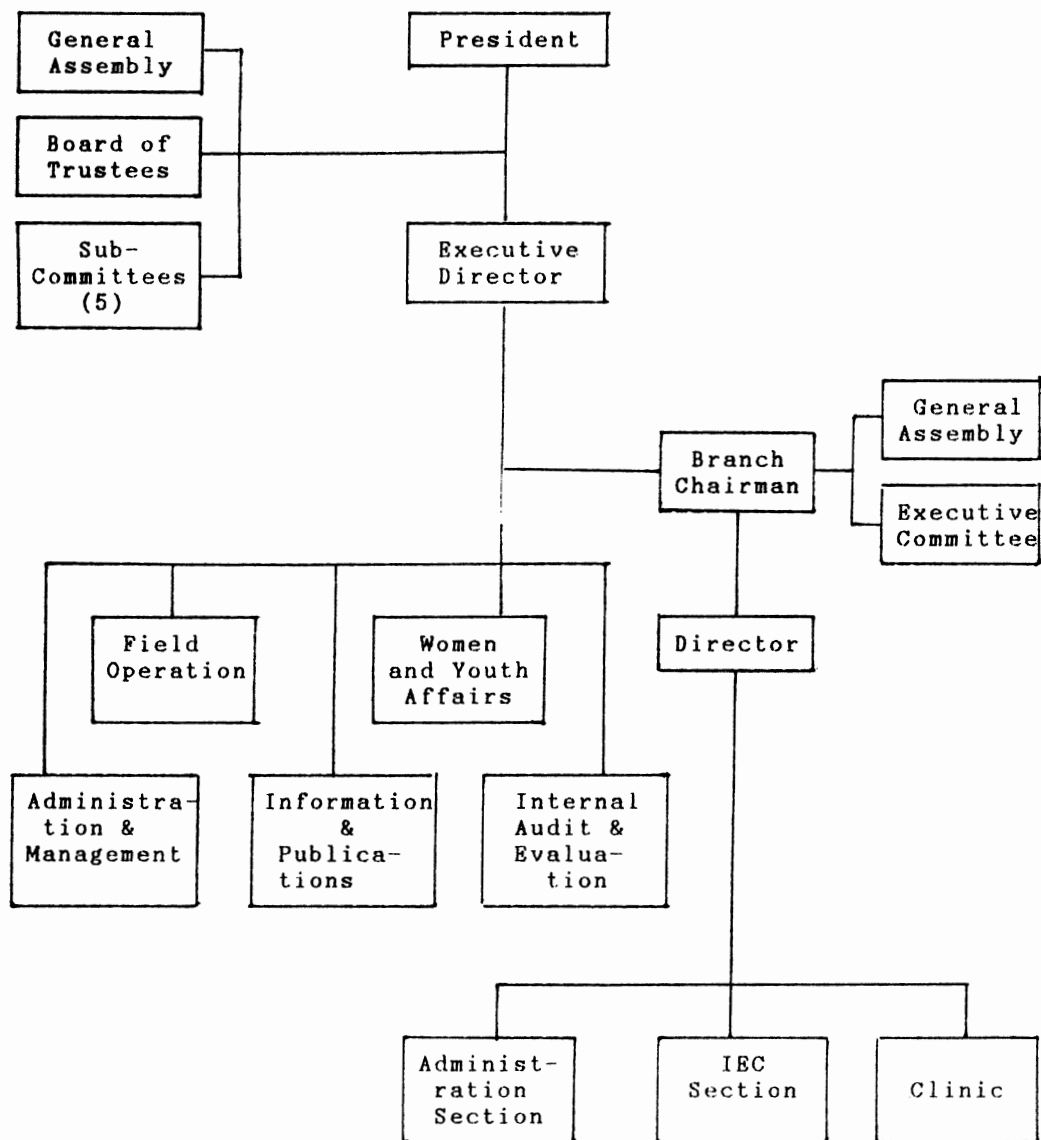 General
Assembly
President
Board of
Trustees
Sub-
Committees
(5)
Executive
Director
General
Assembly
Branch
Chairman
Executive
Committee
Field
Operation
Women
and Youth
Affairs
Director
Administra-
tion &
Management
Information
&
Publica-
tions
Internal
Audit &
Evalua-
tion
Administ-
ration
Section
IEC
Section
Clinic